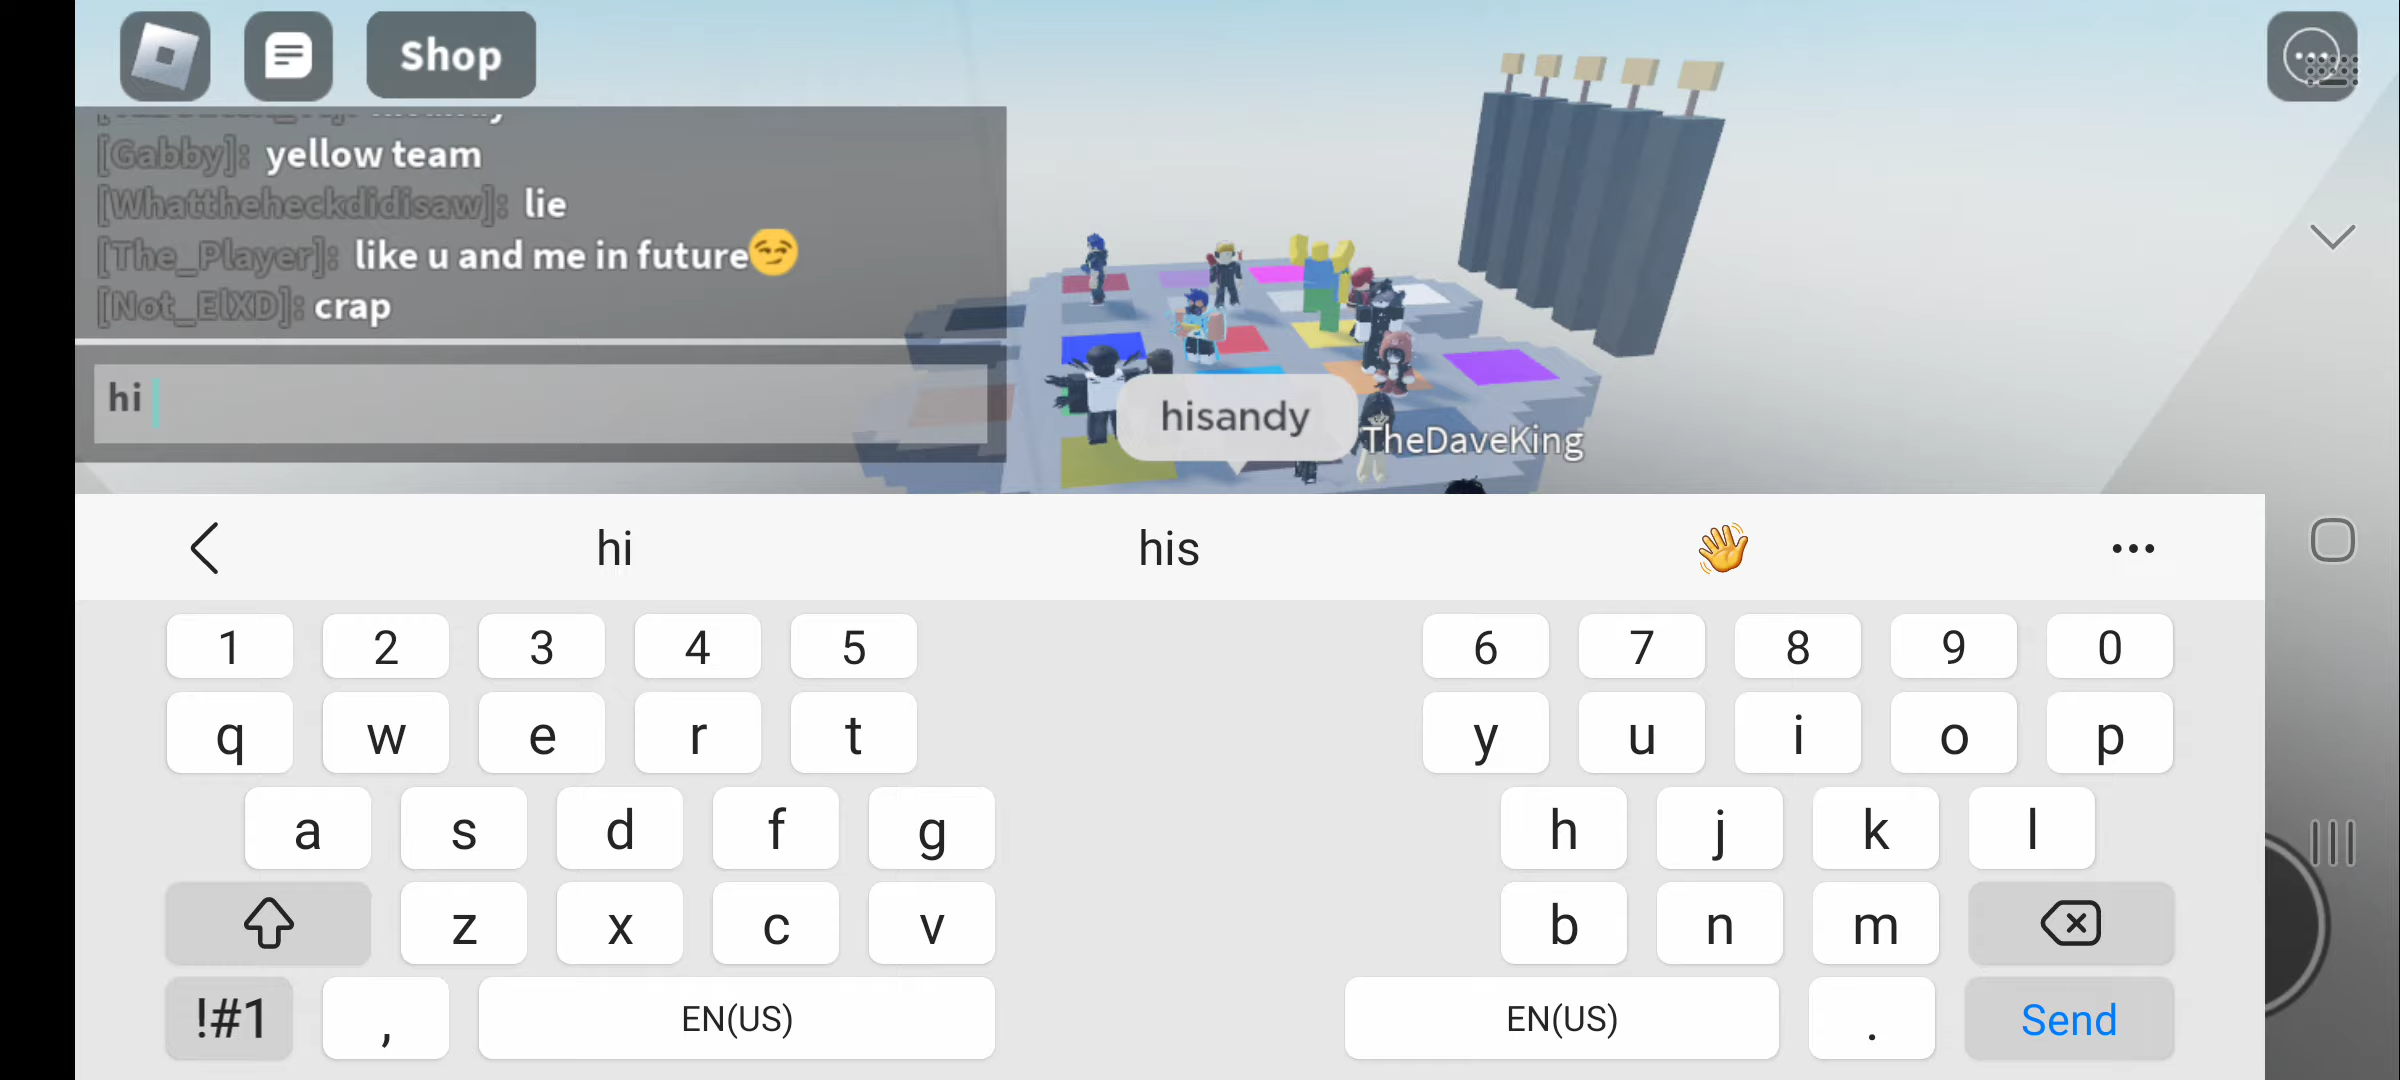 Shop
[Gabby]: yellow team
[Whattheheckdidisaw]: lie
[The_Player]: like u and me in future😏
[Not_ElXD]: crap
hi
hisandy
TheDaveKing
hi his 👋 ...
1 2 3 4 5 6 7 8 9 0
q w e r t y u i o p
a s d f g h j k l
z x c v b n m
!#1 , EN(US) EN(US) . Send